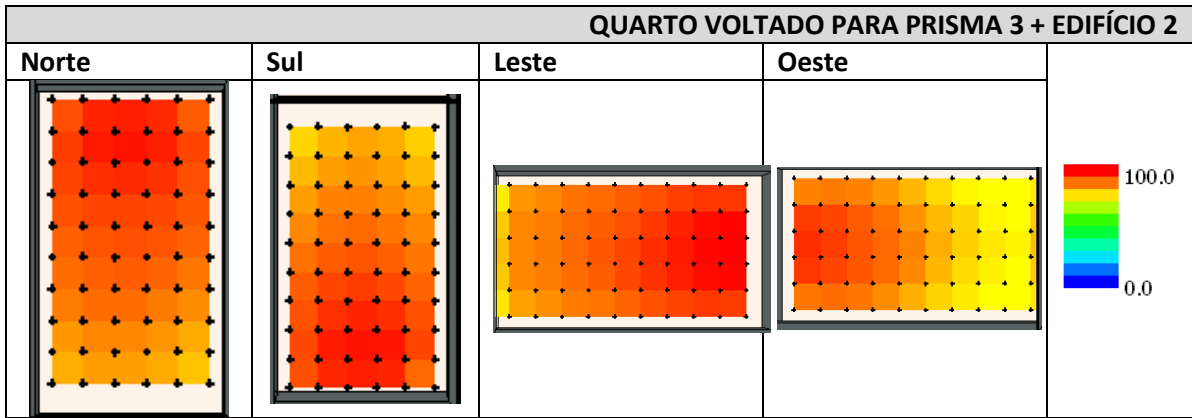 QUARTO VOLTADO PARA PRISMA 3 + EDIFÍCIO 2
Norte Sul Leste Oeste
100.0
0.0